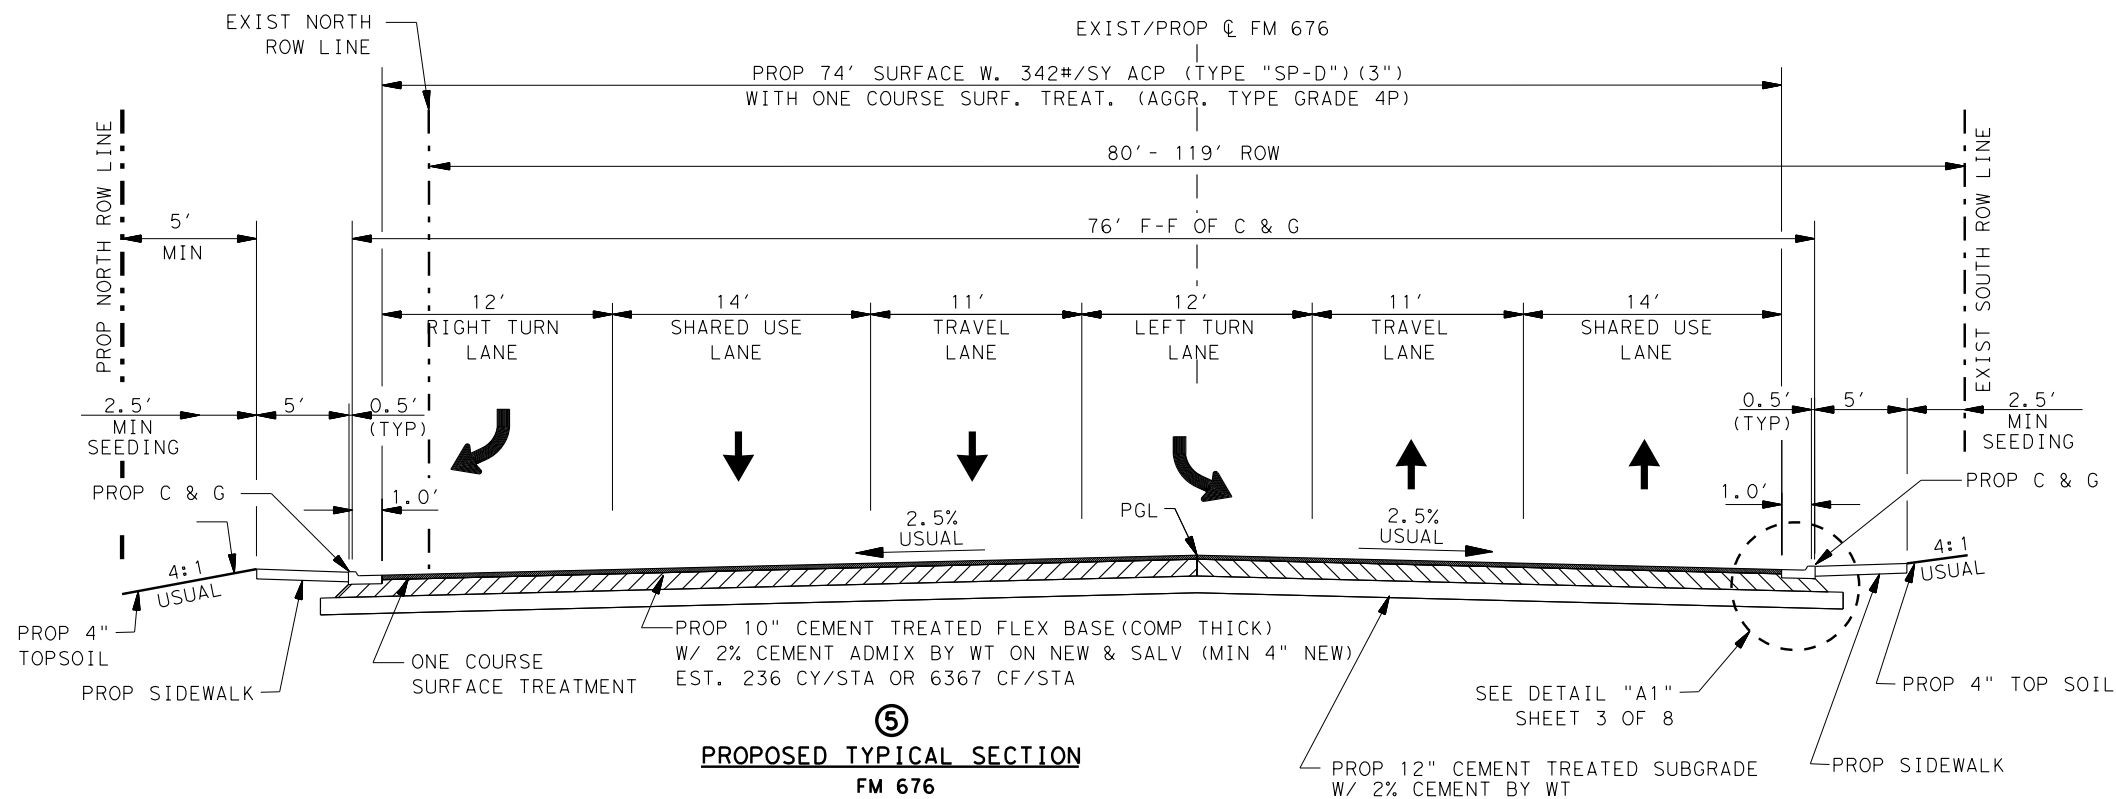 EXIST NORTH
ROW LINE
EXIST/PROP ℄ FM 676
PROP 74' SURFACE W. 342#/SY ACP (TYPE "SP-D")(3")
WITH ONE COURSE SURF. TREAT. (AGGR. TYPE GRADE 4P)
PROP NORTH ROW LINE
80'- 119' ROW
EXIST SOUTH ROW LINE
5'
MIN
76' F-F OF C & G
12'
RIGHT TURN
LANE
14'
SHARED USE
LANE
11'
TRAVEL
LANE
12'
LEFT TURN
LANE
11'
TRAVEL
LANE
14'
SHARED USE
LANE
2.5'
MIN
SEEDING
5'
0.5'
(TYP)
0.5'
(TYP)
5'
2.5'
MIN
SEEDING
PROP C & G
1.0'
2.5%
USUAL
PGL
2.5%
USUAL
1.0'
PROP C & G
4:1
USUAL
4:1
USUAL
PROP 4"
TOPSOIL
PROP SIDEWALK
ONE COURSE
SURFACE TREATMENT
PROP 10" CEMENT TREATED FLEX BASE(COMP THICK)
W/ 2% CEMENT ADMIX BY WT ON NEW & SALV (MIN 4" NEW)
EST. 236 CY/STA OR 6367 CF/STA
SEE DETAIL "A1"
SHEET 3 OF 8
PROP 4" TOP SOIL
PROP SIDEWALK
PROP 12" CEMENT TREATED SUBGRADE
W/ 2% CEMENT BY WT
5
PROPOSED TYPICAL SECTION
FM 676